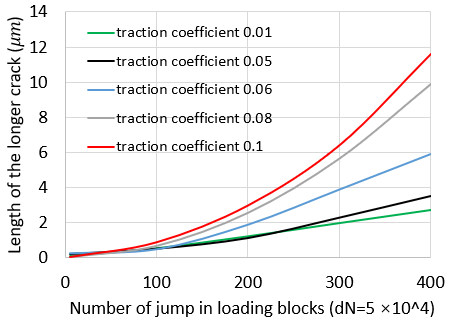 14
12
10
8
6
4
2
0
Length of the longer crack (μm)
traction coefficient 0.01
traction coefficient 0.05
traction coefficient 0.06
traction coefficient 0.08
traction coefficient 0.1
0 100 200 300 400
Number of jump in loading blocks (dN=5 ×10^4)